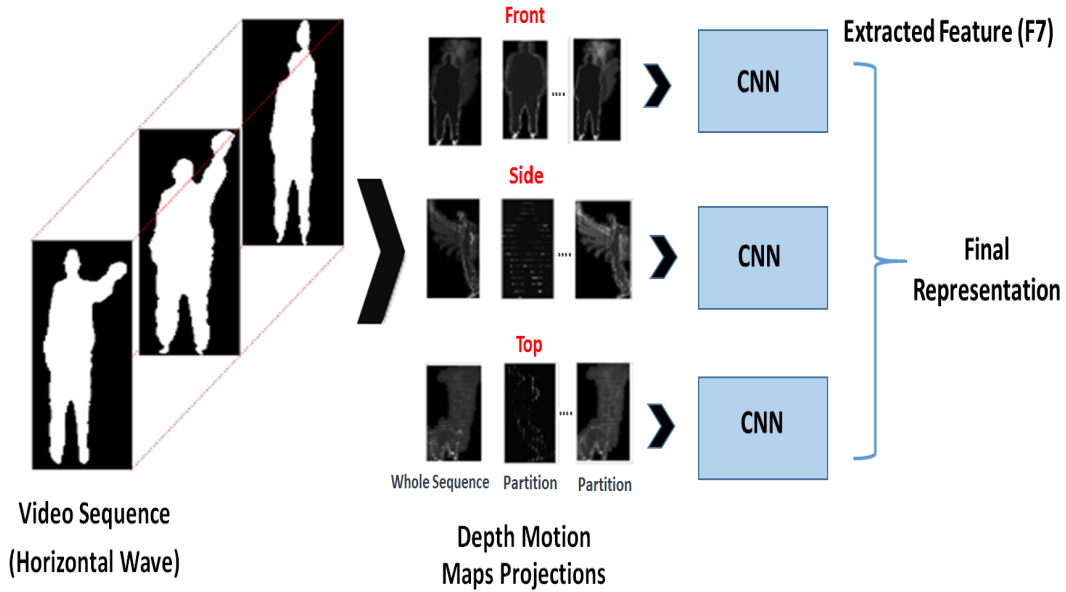 Front
Extracted Feature (F7)
CNN
....
Side
CNN
....
Final
Representation
Top
CNN
....
Whole Sequence Partition Partition
Video Sequence
(Horizontal Wave)
Depth Motion
Maps Projections